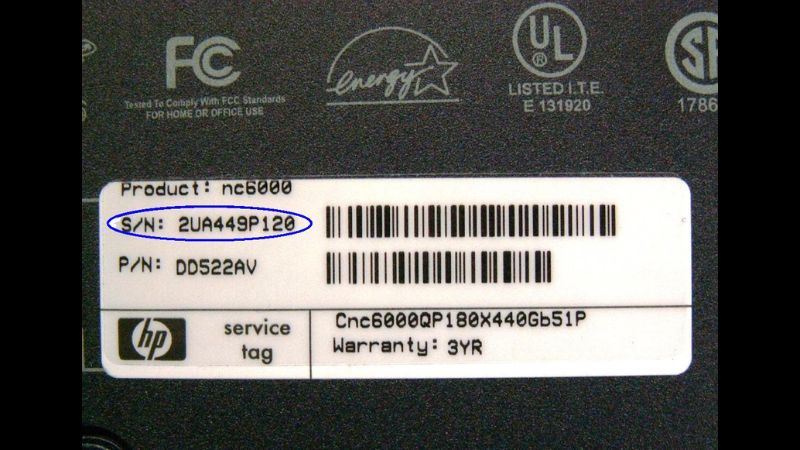 FC
energy
UL
®
LISTED I.T.E.
E 131920
Tested To Comply With FCC Standards
FOR HOME OR OFFICE USE
1786
Product: nc6000
S/N: 2UA449P120
P/N: DD522AV
hp
service
tag
Cnc6000QP180X440Gb51P
Warranty: 3YR